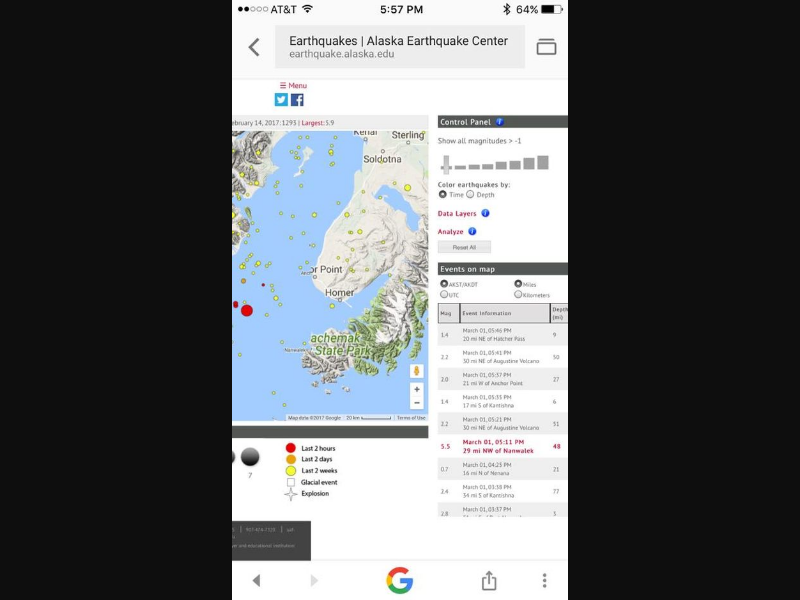 AT&T
5:57 PM
64%
Earthquakes | Alaska Earthquake Center
earthquake.alaska.edu
☰ Menu
ebruary 14, 2017: 1293 | Largest: 5.9
Kenai
Sterling
Soldotna
or Point
Homer
achemak
State Park
Nanwalek
Map data ©2017 Google
20 km
Terms of Use
Last 2 hours
Last 2 days
Last 2 weeks
Glacial event
Explosion
7
Control Panel
Show all magnitudes > -1
Color earthquakes by:
Time Depth
Data Layers
Analyze
Reset All
Events on map
AKST/AKDT Miles
UTC Kilometers
Mag Event Information Depth (mi)
1.4 March 01, 05:46 PM 9
20 mi NE of Hatcher Pass
2.2 March 01, 05:41 PM 50
30 mi NE of Augustine Volcano
2.0 March 01, 05:37 PM 27
21 mi W of Anchor Point
1.4 March 01, 05:35 PM 6
17 mi S of Kantishna
2.2 March 01, 05:21 PM 51
30 mi NE of Augustine Volcano
5.5 March 01, 05:11 PM 48
29 mi NW of Nanwalek
0.7 March 01, 04:23 PM 21
16 mi N of Nenana
2.4 March 01, 03:38 PM 77
34 mi S of Kantishna
2.8 March 01, 03:37 PM 3